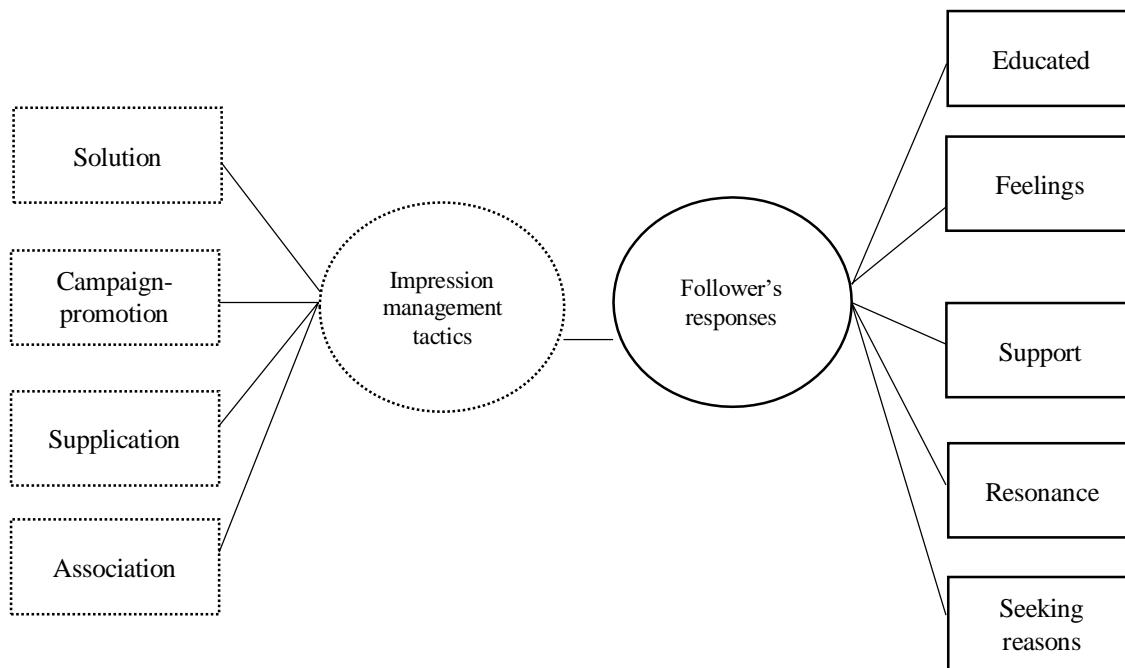 Solution
Campaign-
promotion
Supplication
Association
Impression
management
tactics
Follower’s
responses
Educated
Feelings
Support
Resonance
Seeking
reasons